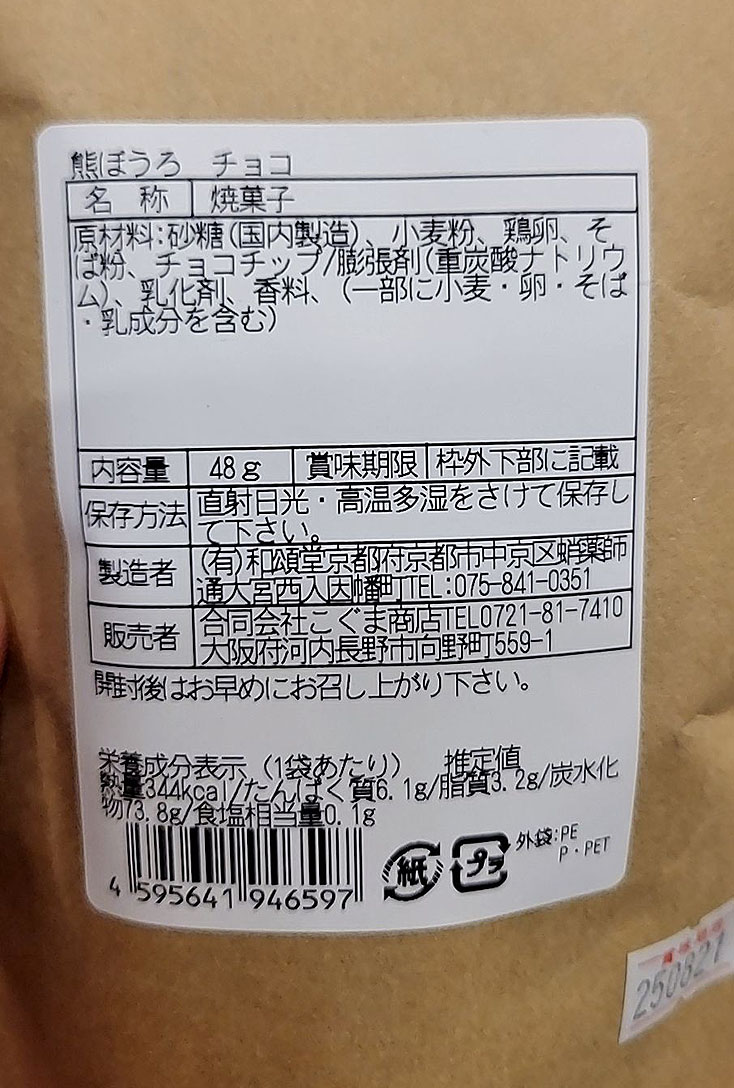 熊ぼうろ チョコ
名 称 焼菓子
原材料:砂糖(国内製造)、小麦粉、鶏卵、そ
ば粉、チョコチップ/膨張剤(重炭酸ナトリウ
ム)、乳化剤、香料、(一部に小麦・卵・そば
・乳成分を含む)
内容量 48g 賞味期限 枠外下部に記載
保存方法 直射日光・高温多湿をさけて保存し
て下さい。
製造者 (有)和頌堂京都府京都市中京区蛸薬師
通大宮西入因幡町TEL:075-841-0351
販売者 合同会社こぐま商店TEL0721-81-7410
大阪府河内長野市向野町559-1
開封後はお早めにお召し上がり下さい。
栄養成分表示(1袋あたり) 推定値
熱量344kcal/たんぱく質6.1g/脂質3.2g/炭水化
物73.8g/食塩相当量0.1g
紙 プラ 外袋:PE
P・PET
4 595641 946597
賞味期限
250827